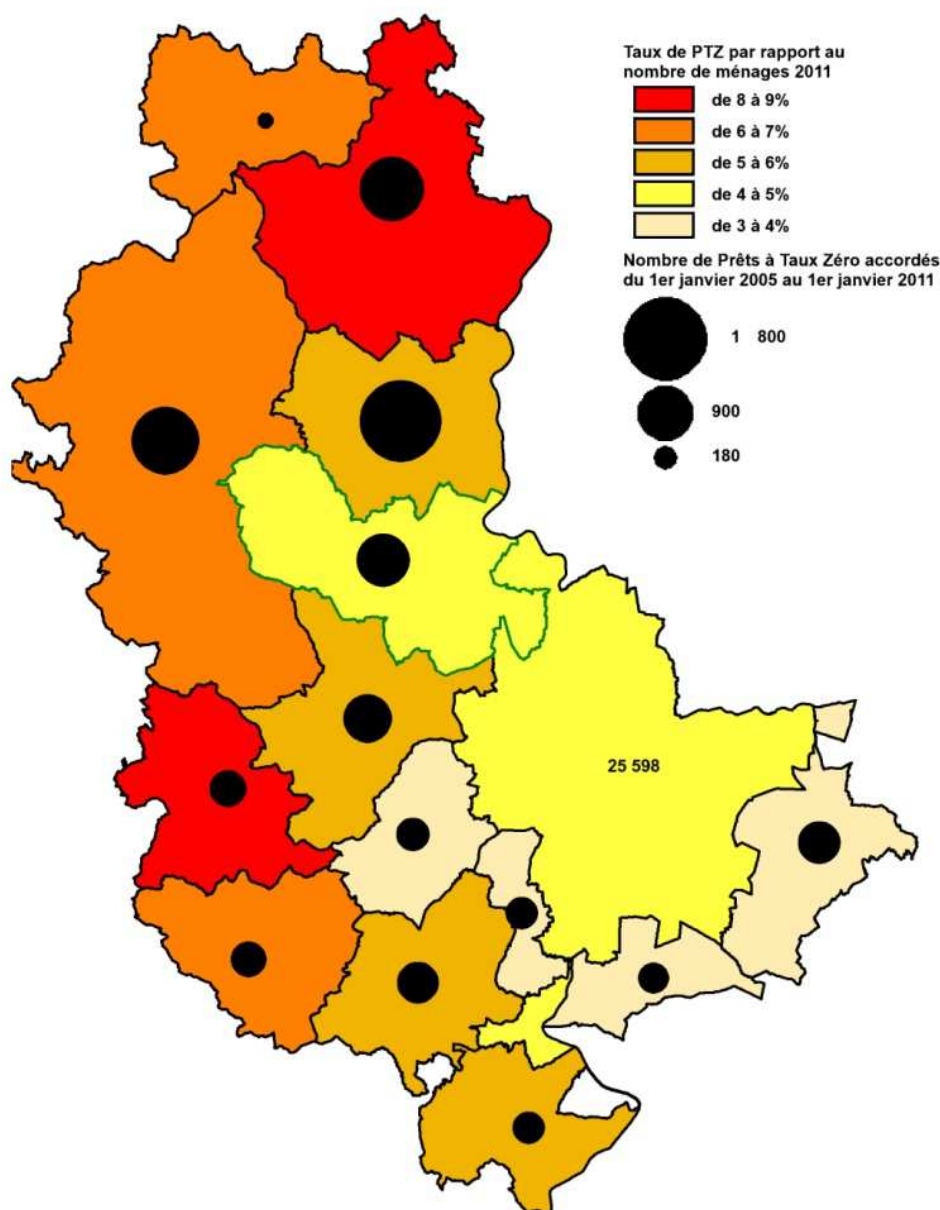 Taux de PTZ par rapport au
nombre de ménages 2011
de 8 à 9%
de 6 à 7%
de 5 à 6%
de 4 à 5%
de 3 à 4%
Nombre de Prêts à Taux Zéro accordés
du 1er janvier 2005 au 1er janvier 2011
1 800
900
180
25 598